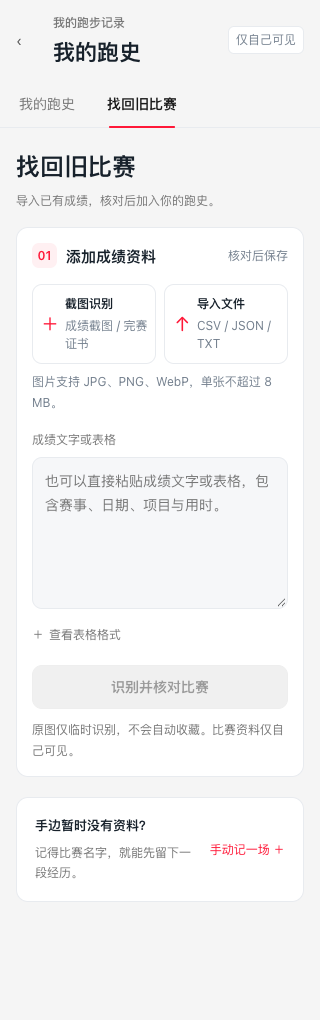 我的跑步记录
‹
我的跑史
仅自己可见
我的跑史
找回旧比赛
找回旧比赛
导入已有成绩，核对后加入你的跑史。
01
添加成绩资料
核对后保存
＋
截图识别
成绩截图 / 完赛
证书
↑
导入文件
CSV / JSON /
TXT
图片支持 JPG、PNG、WebP，单张不超过 8
MB。
成绩文字或表格
也可以直接粘贴成绩文字或表格，包
含赛事、日期、项目与用时。
＋ 查看表格格式
识别并核对比赛
原图仅临时识别，不会自动收藏。比赛资料仅自
己可见。
手边暂时没有资料?
记得比赛名字，就能先留下一
段经历。
手动记一场 ＋